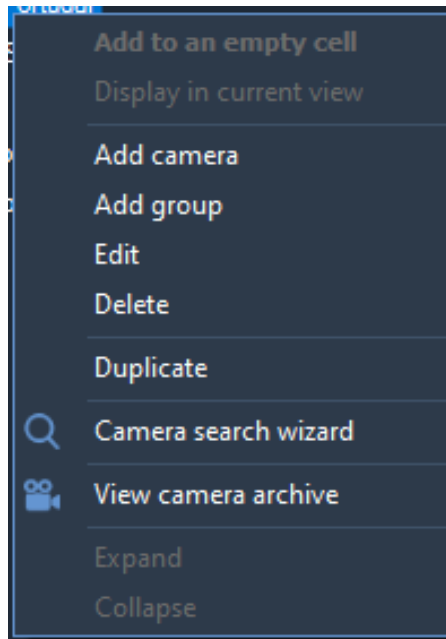 Add to an empty cell
Display in current view
Add camera
Add group
Edit
Delete
Duplicate
Camera search wizard
View camera archive
Expand
Collapse